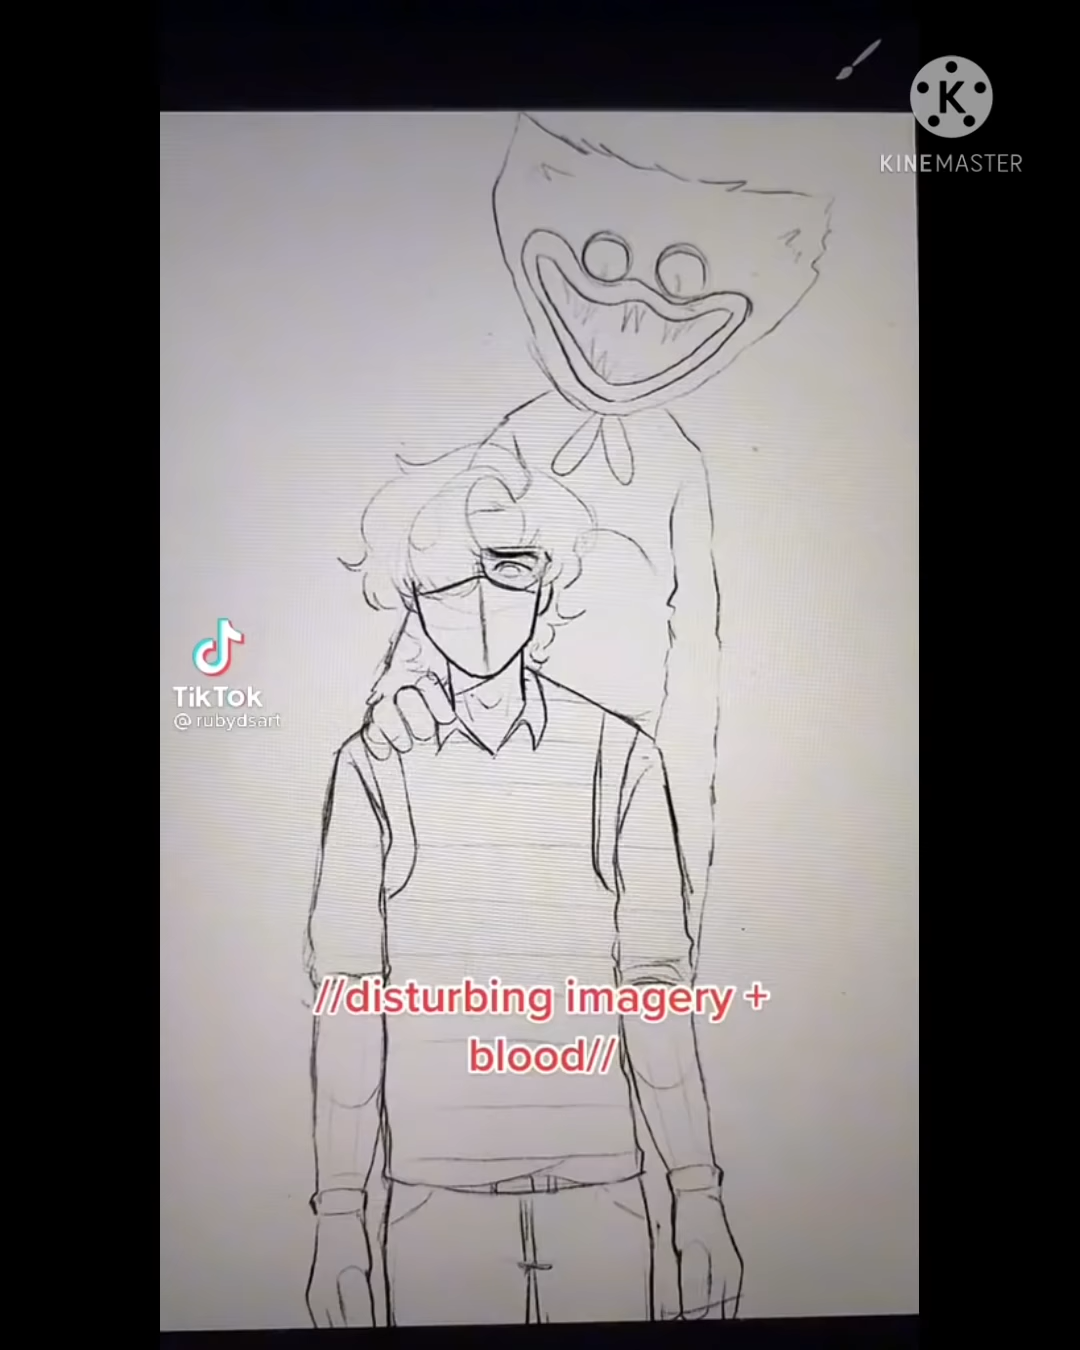 K
KINEMASTER
TikTok
@rubydsart
//disturbing imagery +
blood//